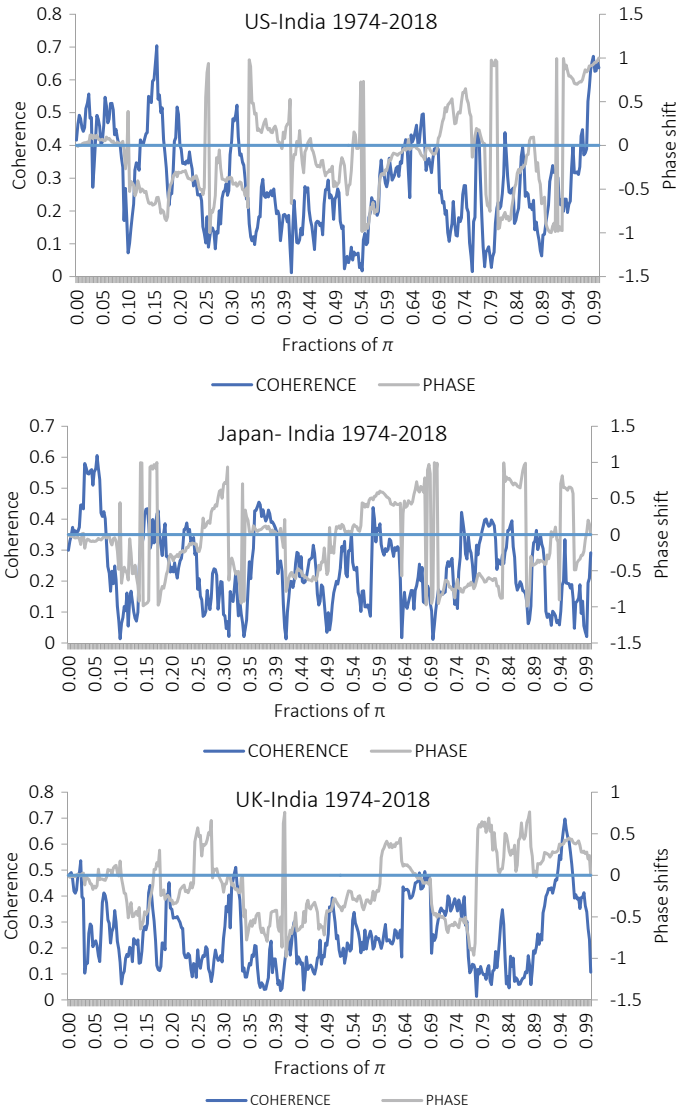 US-India 1974-2018
0.8
0.7
0.6
0.5
0.4
0.3
0.2
0.1
0
Coherence
1.5
1
0.5
0
-0.5
-1
-1.5
Phase shift
0.00 0.05 0.10 0.15 0.20 0.25 0.30 0.35 0.39 0.44 0.49 0.54 0.59 0.64 0.69 0.74 0.79 0.84 0.89 0.94 0.99
Fractions of π
COHERENCE PHASE
Japan- India 1974-2018
0.7
0.6
0.5
0.4
0.3
0.2
0.1
0
Coherence
1.5
1
0.5
0
-0.5
-1
-1.5
Phase shift
0.00 0.05 0.10 0.15 0.20 0.25 0.30 0.35 0.39 0.44 0.49 0.54 0.59 0.64 0.69 0.74 0.79 0.84 0.89 0.94 0.99
Fractions of π
COHERENCE PHASE
UK-India 1974-2018
0.8
0.7
0.6
0.5
0.4
0.3
0.2
0.1
0
Coherence
1
0.5
0
-0.5
-1
-1.5
Phase shifts
0.00 0.05 0.10 0.15 0.20 0.25 0.30 0.35 0.39 0.44 0.49 0.54 0.59 0.64 0.69 0.74 0.79 0.84 0.89 0.94 0.99
Fractions of π
COHERENCE PHASE